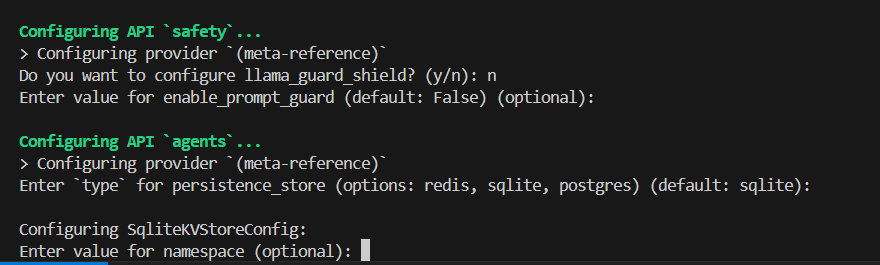 Configuring API `safety`...
> Configuring provider `(meta-reference)`
Do you want to configure llama_guard_shield? (y/n): n
Enter value for enable_prompt_guard (default: False) (optional):
Configuring API `agents`...
> Configuring provider `(meta-reference)`
Enter `type` for persistence_store (options: redis, sqlite, postgres) (default: sqlite):
Configuring SqliteKVStoreConfig:
Enter value for namespace (optional):